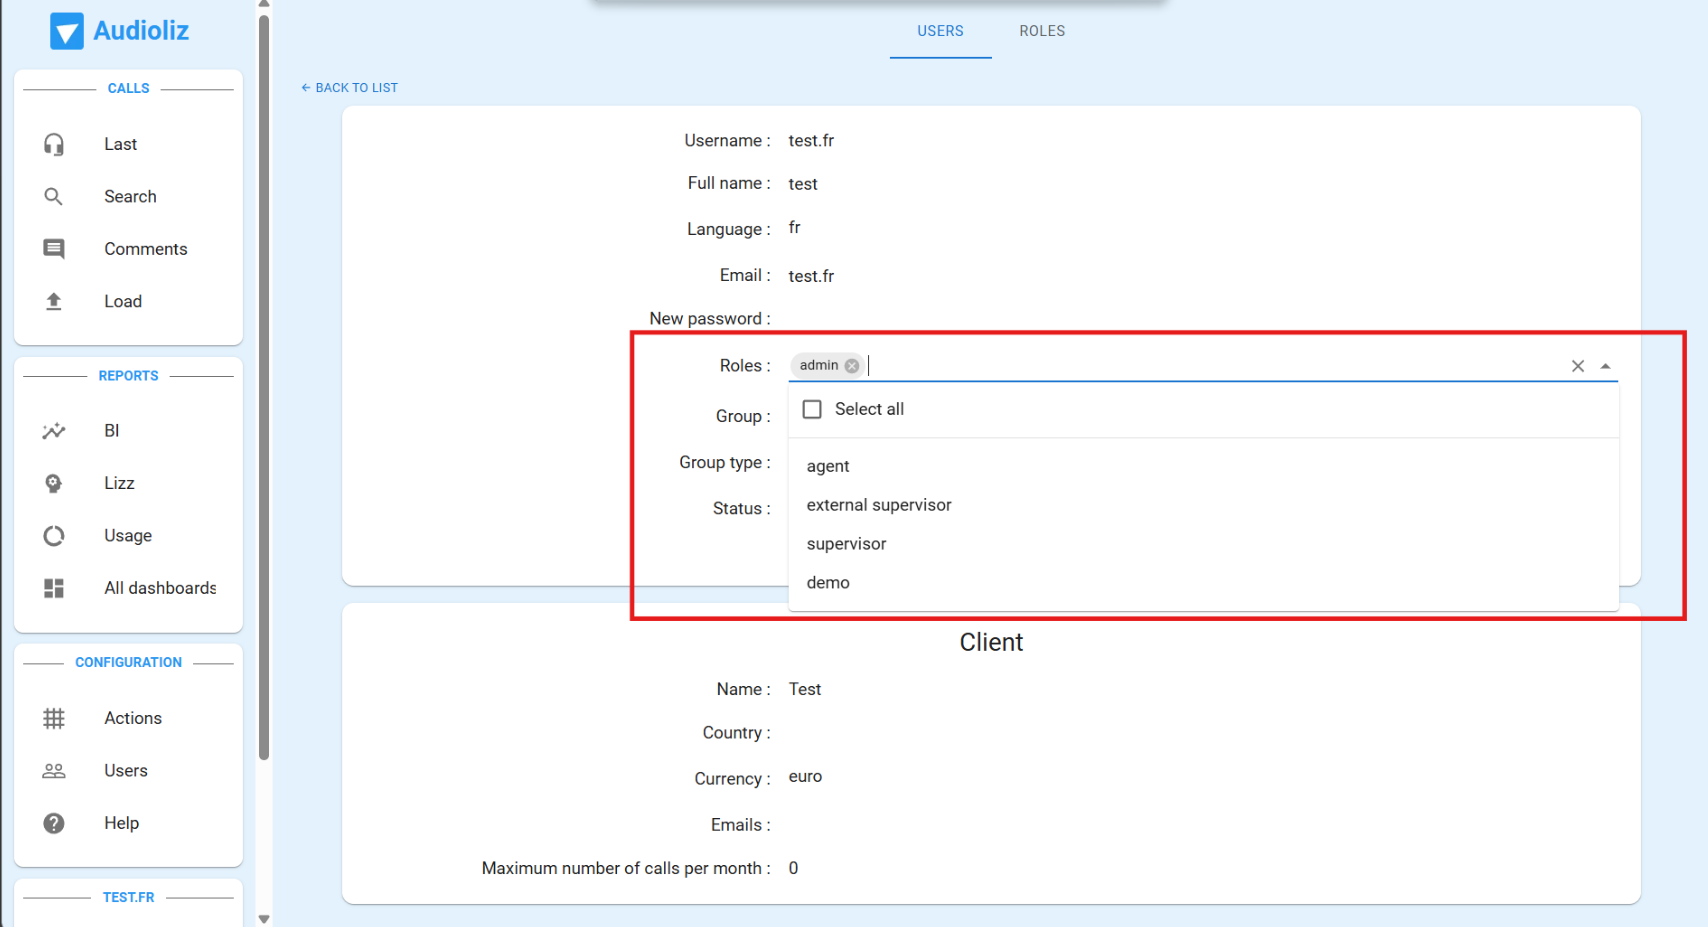 Audioliz
CALLS
Last
Search
Comments
Load
REPORTS
BI
Lizz
Usage
All dashboards
CONFIGURATION
Actions
Users
Help
TEST.FR
USERS
ROLES
← BACK TO LIST
Username : test.fr
Full name : test
Language : fr
Email : test.fr
New password :
Roles : admin
Select all
Group :
agent
Group type :
external supervisor
Status :
supervisor
demo
Client
Name : Test
Country :
Currency : euro
Emails :
Maximum number of calls per month : 0